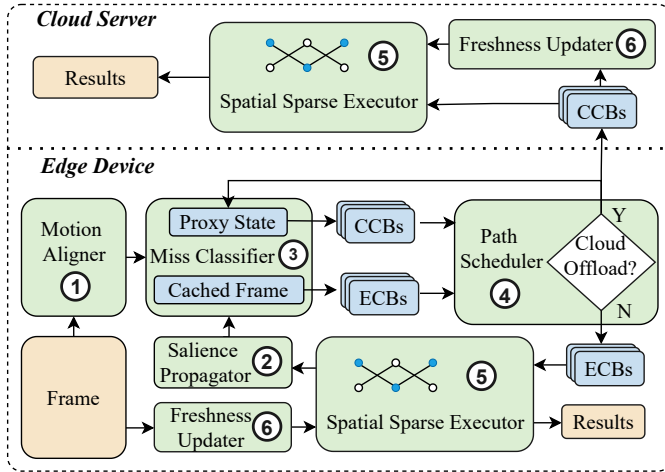 Cloud Server
Results
5
Spatial Sparse Executor
Freshness Updater 6
CCBs
Edge Device
Motion
Aligner
1
Proxy State
Miss Classifier 3
Cached Frame
CCBs
ECBs
Path
Scheduler
4
Y
Cloud
Offload?
N
ECBs
Salience
Propagator
2
5
Spatial Sparse Executor
Frame
Freshness
Updater
6
Results